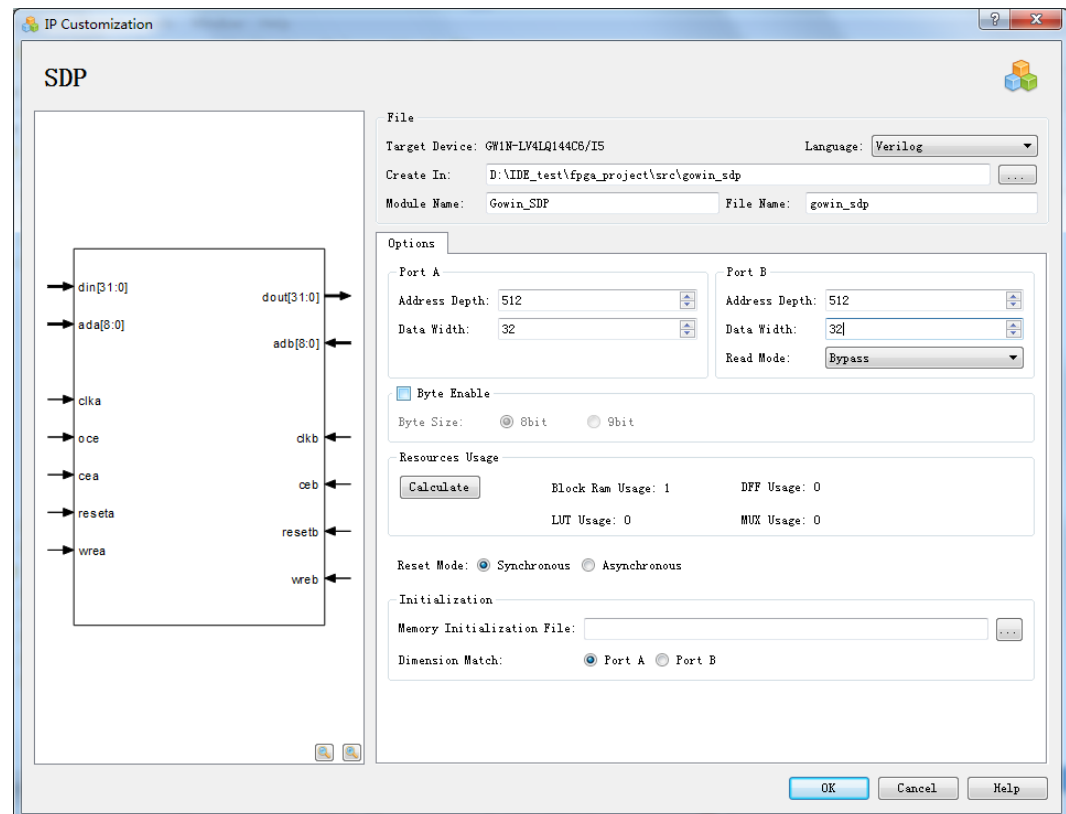 IP Customization
SDP
File
Target Device: GW1N-LV4LQ144C6/I5 Language: Verilog
Create In: D:\IDE_test\fpga_project\src\gowin_sdp ...
Module Name: Gowin_SDP File Name: gowin_sdp
Options
Port A Port B
Address Depth: 512 Address Depth: 512
Data Width: 32 Data Width: 32
Read Mode: Bypass
Byte Enable
Byte Size: 8bit 9bit
Resources Usage
Calculate Block Ram Usage: 1 DFF Usage: 0
LUT Usage: 0 MUX Usage: 0
Reset Mode: Synchronous Asynchronous
Initialization
Memory Initialization File: ...
Dimension Match: Port A Port B
din[31:0]
dout[31:0]
ada[8:0]
adb[8:0]
clka
oce clkb
cea
ceb
reseta
resetb
wrea
wreb
OK Cancel Help